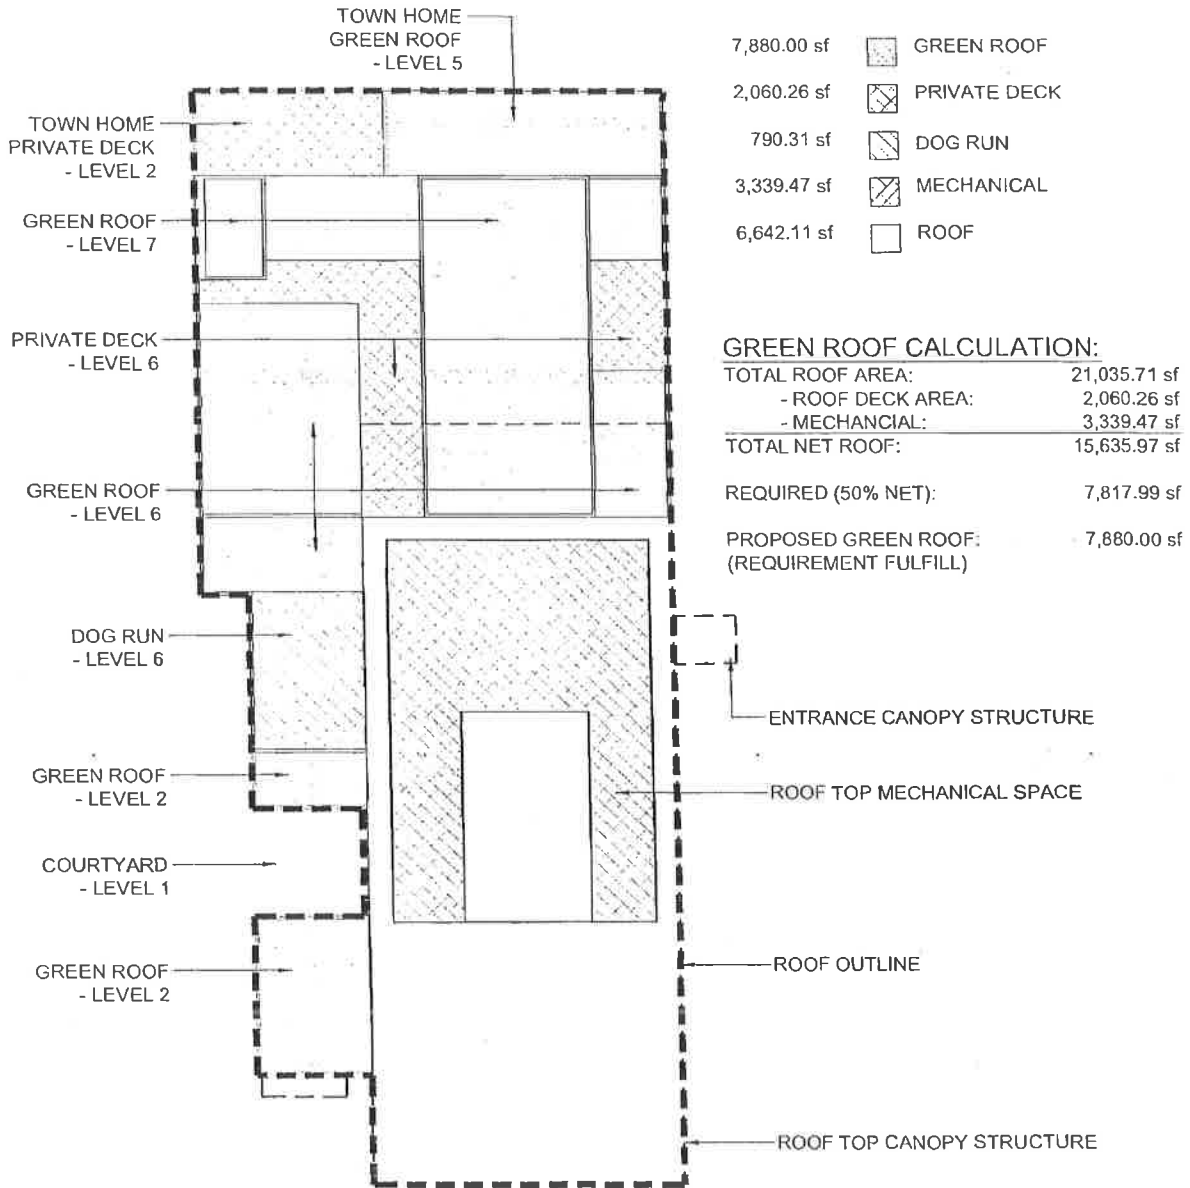 TOWN HOME
GREEN ROOF
- LEVEL 5
TOWN HOME
PRIVATE DECK
- LEVEL 2
GREEN ROOF
- LEVEL 7
PRIVATE DECK
- LEVEL 6
GREEN ROOF
- LEVEL 6
DOG RUN
- LEVEL 6
GREEN ROOF
- LEVEL 2
COURTYARD
- LEVEL 1
GREEN ROOF
- LEVEL 2
7,880.00 sf GREEN ROOF
2,060.26 sf PRIVATE DECK
790.31 sf DOG RUN
3,339.47 sf MECHANICAL
6,642.11 sf ROOF
GREEN ROOF CALCULATION:
TOTAL ROOF AREA: 21,035.71 sf
- ROOF DECK AREA: 2,060.26 sf
- MECHANCIAL: 3,339.47 sf
TOTAL NET ROOF: 15,635.97 sf
REQUIRED (50% NET): 7,817.99 sf
PROPOSED GREEN ROOF: 7,880.00 sf
(REQUIREMENT FULFILL)
ENTRANCE CANOPY STRUCTURE
ROOF TOP MECHANICAL SPACE
ROOF OUTLINE
ROOF TOP CANOPY STRUCTURE